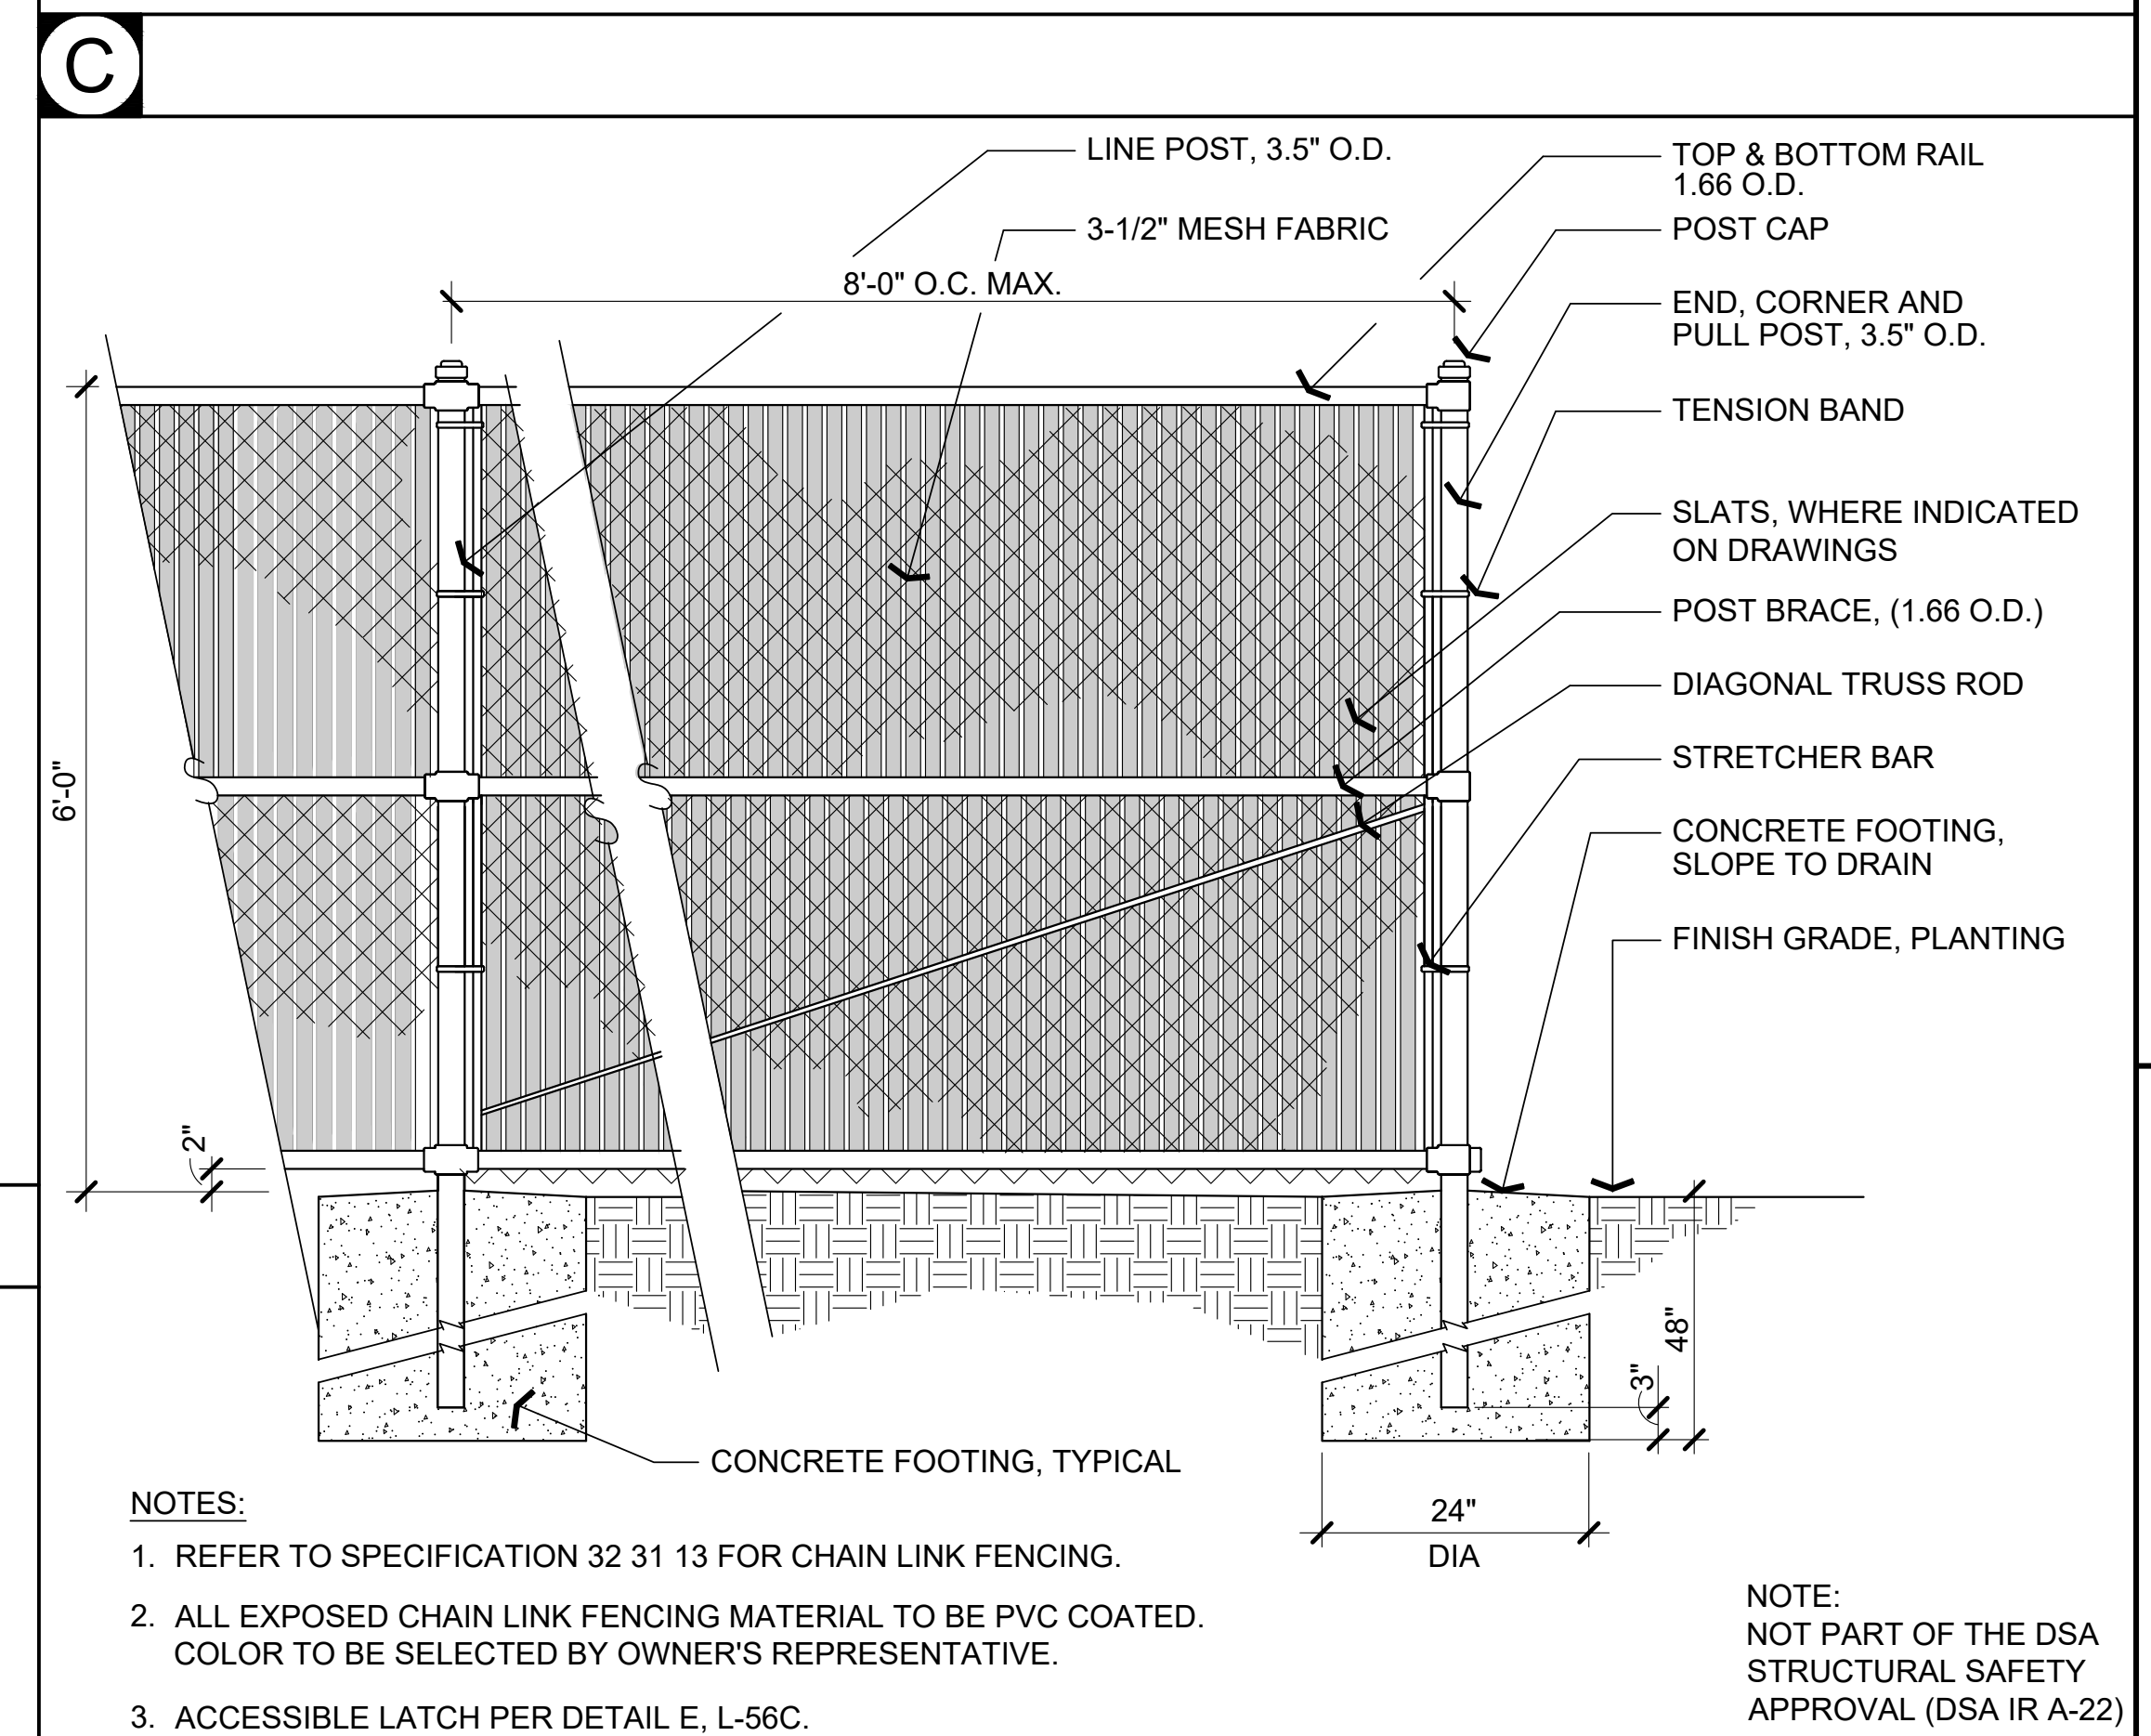 C
LINE POST, 3.5" O.D.
3-1/2" MESH FABRIC
8'-0" O.C. MAX.
TOP & BOTTOM RAIL
1.66 O.D.
POST CAP
END, CORNER AND
PULL POST, 3.5" O.D.
TENSION BAND
SLATS, WHERE INDICATED
ON DRAWINGS
POST BRACE, (1.66 O.D.)
DIAGONAL TRUSS ROD
STRETCHER BAR
CONCRETE FOOTING,
SLOPE TO DRAIN
FINISH GRADE, PLANTING
6'-0"
2"
48"
3"
CONCRETE FOOTING, TYPICAL
24"
DIA
NOTES:
1. REFER TO SPECIFICATION 32 31 13 FOR CHAIN LINK FENCING.
2. ALL EXPOSED CHAIN LINK FENCING MATERIAL TO BE PVC COATED.
COLOR TO BE SELECTED BY OWNER'S REPRESENTATIVE.
3. ACCESSIBLE LATCH PER DETAIL E, L-56C.
NOTE:
NOT PART OF THE DSA
STRUCTURAL SAFETY
APPROVAL (DSA IR A-22)